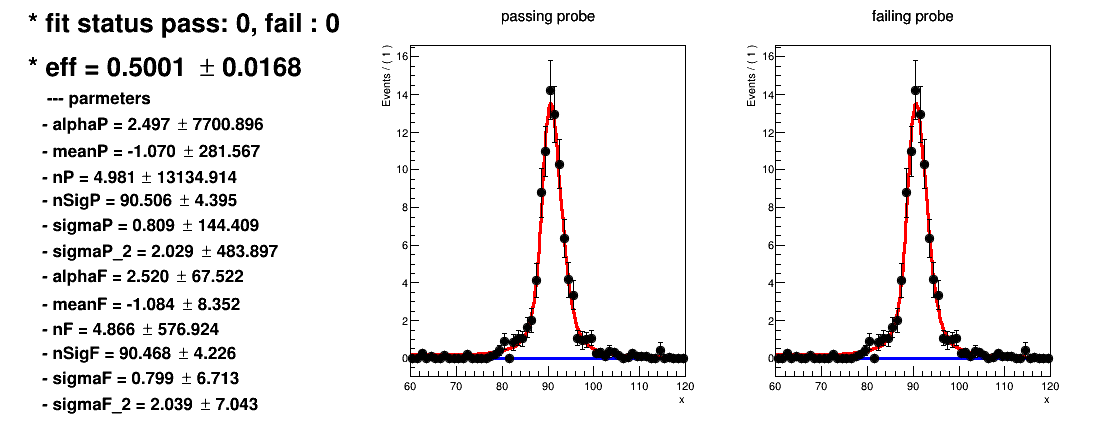 * fit status pass: 0, fail : 0
* eff = 0.5001 ± 0.0168
--- parmeters
- alphaP = 2.497 ± 7700.896
- meanP = -1.070 ± 281.567
- nP = 4.981 ± 13134.914
- nSigP = 90.506 ± 4.395
- sigmaP = 0.809 ± 144.409
- sigmaP_2 = 2.029 ± 483.897
- alphaF = 2.520 ± 67.522
- meanF = -1.084 ± 8.352
- nF = 4.866 ± 576.924
- nSigF = 90.468 ± 4.226
- sigmaF = 0.799 ± 6.713
- sigmaF_2 = 2.039 ± 7.043
passing probe
Events / ( 1 )
16
14
12
10
8
6
4
2
0
60 70 80 90 100 110 120
x
failing probe
Events / ( 1 )
16
14
12
10
8
6
4
2
0
60 70 80 90 100 110 120
x